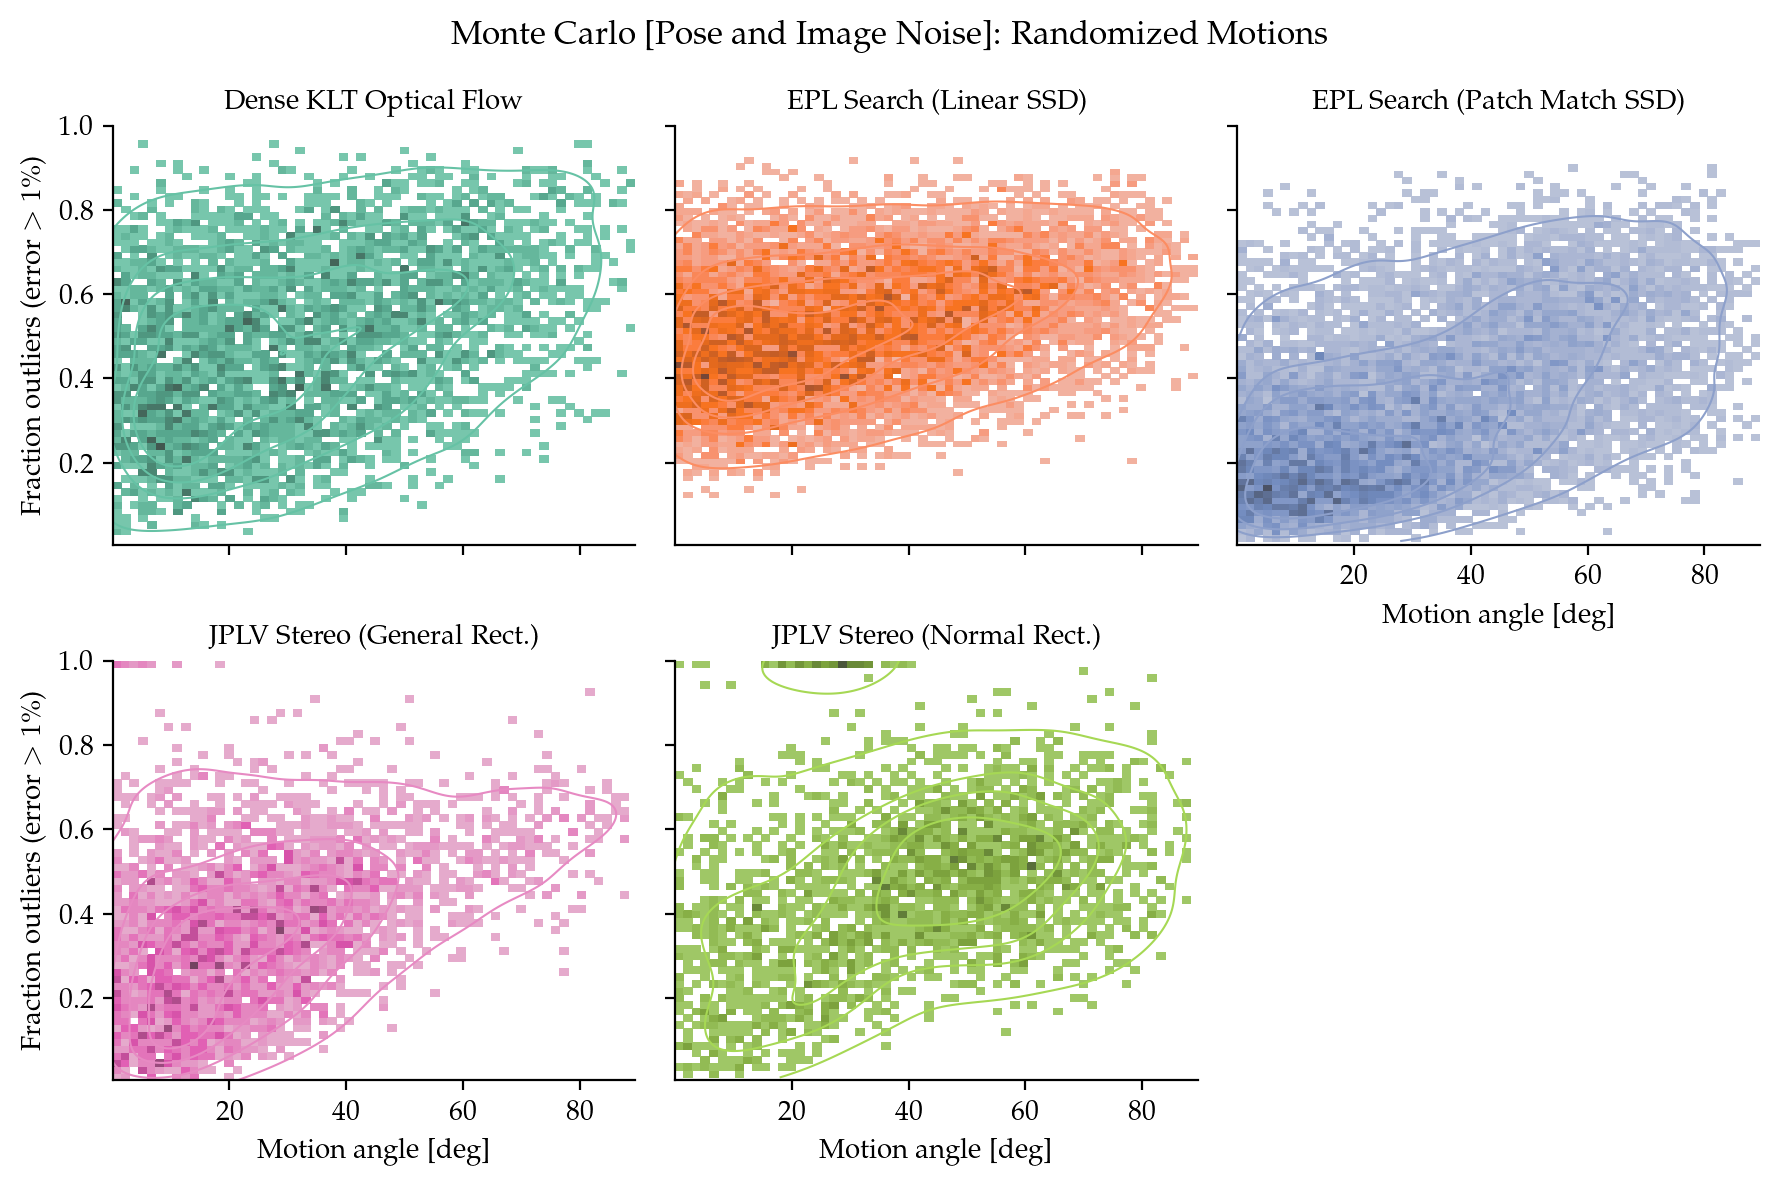 Monte Carlo [Pose and Image Noise]: Randomized Motions
Dense KLT Optical Flow
EPL Search (Linear SSD)
EPL Search (Patch Match SSD)
Fraction outliers (error > 1%)
1.0
0.8
0.6
0.4
0.2
20 40 60 80
Motion angle [deg]
JPLV Stereo (General Rect.)
JPLV Stereo (Normal Rect.)
Fraction outliers (error > 1%)
1.0
0.8
0.6
0.4
0.2
20 40 60 80
Motion angle [deg]
20 40 60 80
Motion angle [deg]